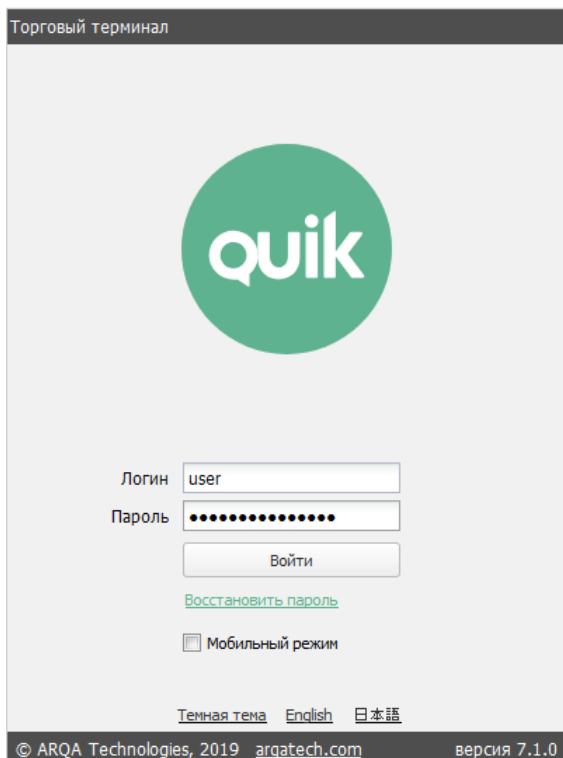 Торговый терминал
quik
Логин user
Пароль •••••••••••••••
Войти
Восстановить пароль
Мобильный режим
Темная тема English 日本語
© ARQA Technologies, 2019 arqatech.com версия 7.1.0